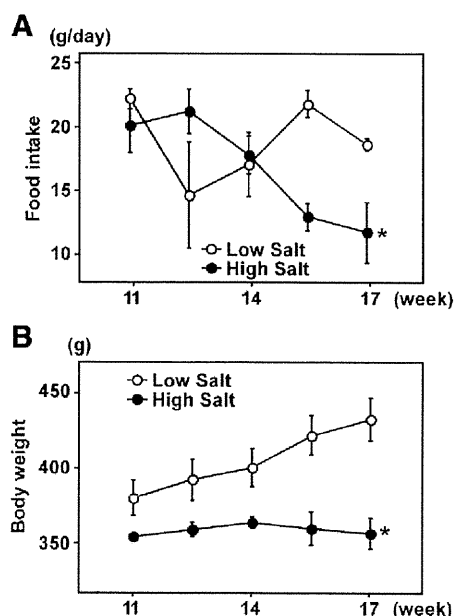 A
(g/day)
25
20
15
10
Food intake
Low Salt
High Salt
*
11 14 17 (week)
B
(g)
450
400
350
Body weight
Low Salt
High Salt
*
11 14 17 (week)